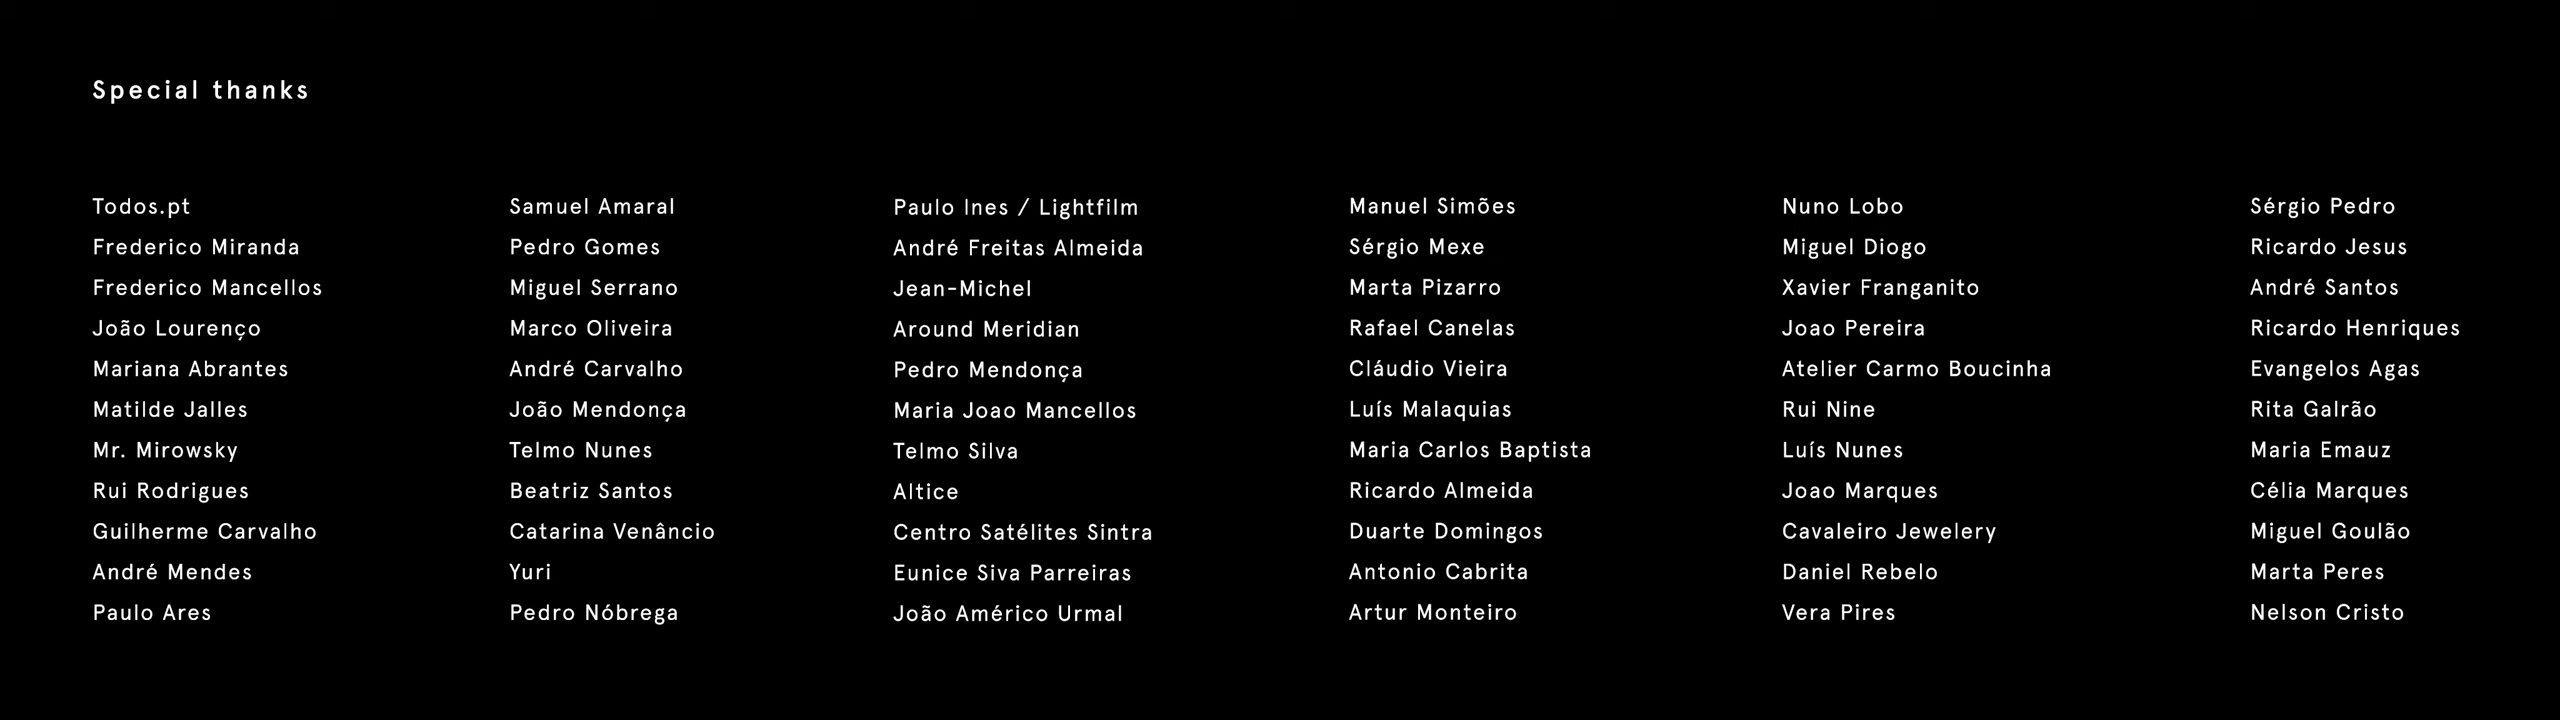 Special thanks
Todos.pt
Frederico Miranda
Frederico Mancellos
João Lourenço
Mariana Abrantes
Matilde Jalles
Mr. Mirowsky
Rui Rodrigues
Guilherme Carvalho
André Mendes
Paulo Ares
Samuel Amaral
Pedro Gomes
Miguel Serrano
Marco Oliveira
André Carvalho
João Mendonça
Telmo Nunes
Beatriz Santos
Catarina Venâncio
Yuri
Pedro Nóbrega
Paulo Ines / Lightfilm
André Freitas Almeida
Jean-Michel
Around Meridian
Pedro Mendonça
Maria Joao Mancellos
Telmo Silva
Altice
Centro Satélites Sintra
Eunice Siva Parreiras
João Américo Urmal
Manuel Simões
Sérgio Mexe
Marta Pizarro
Rafael Canelas
Cláudio Vieira
Luís Malaquias
Maria Carlos Baptista
Ricardo Almeida
Duarte Domingos
Antonio Cabrita
Artur Monteiro
Nuno Lobo
Miguel Diogo
Xavier Franganito
Joao Pereira
Atelier Carmo Boucinha
Rui Nine
Luís Nunes
Joao Marques
Cavaleiro Jewelery
Daniel Rebelo
Vera Pires
Sérgio Pedro
Ricardo Jesus
André Santos
Ricardo Henriques
Evangelos Agas
Rita Galrão
Maria Emauz
Célia Marques
Miguel Goulão
Marta Peres
Nelson Cristo